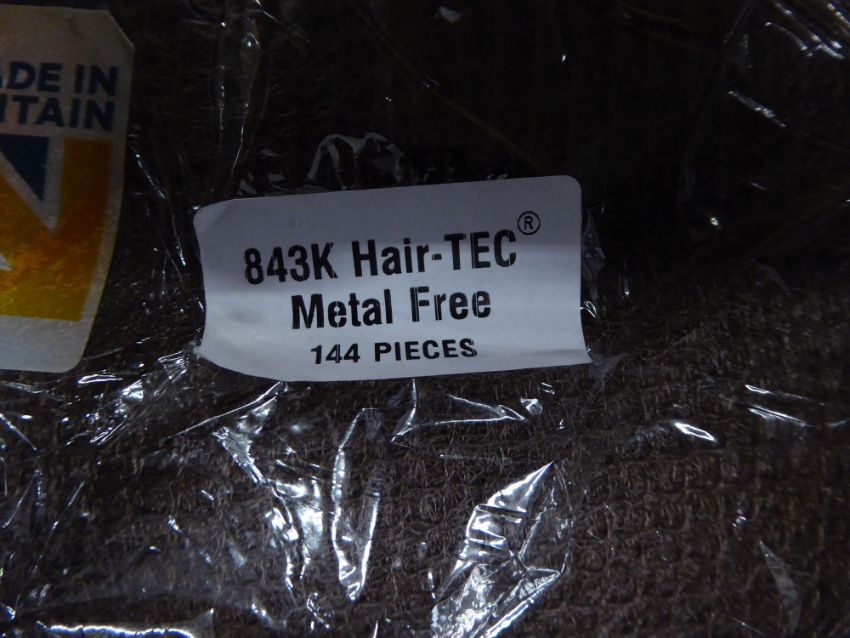 ADE IN
ITAIN
843K Hair-TEC®
Metal Free
144 PIECES